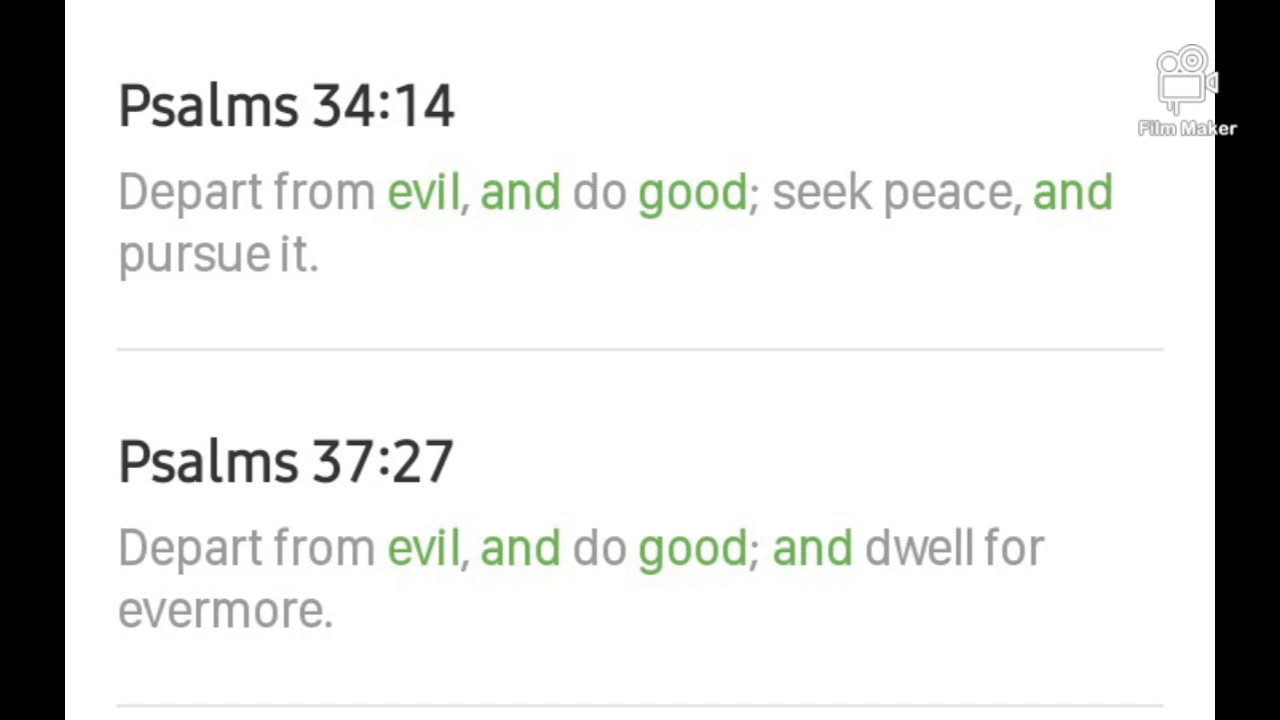 Psalms 34:14
Film Maker
Depart from evil, and do good; seek peace, and
pursue it.
Psalms 37:27
Depart from evil, and do good; and dwell for
evermore.